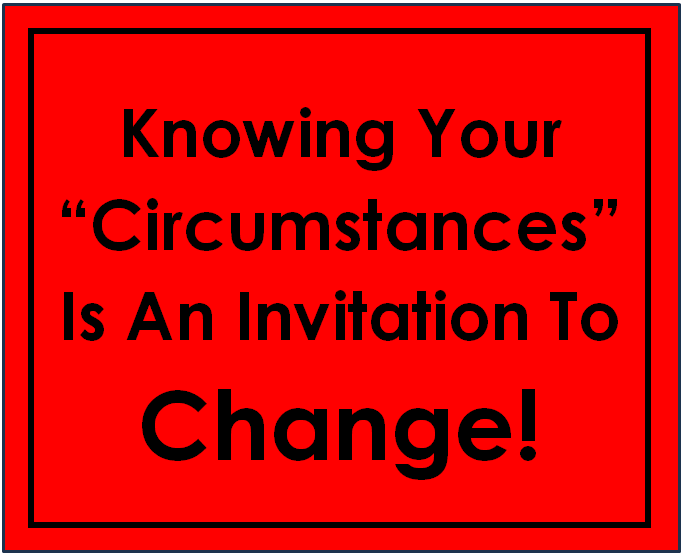 Knowing Your
“Circumstances”
Is An Invitation To
Change!